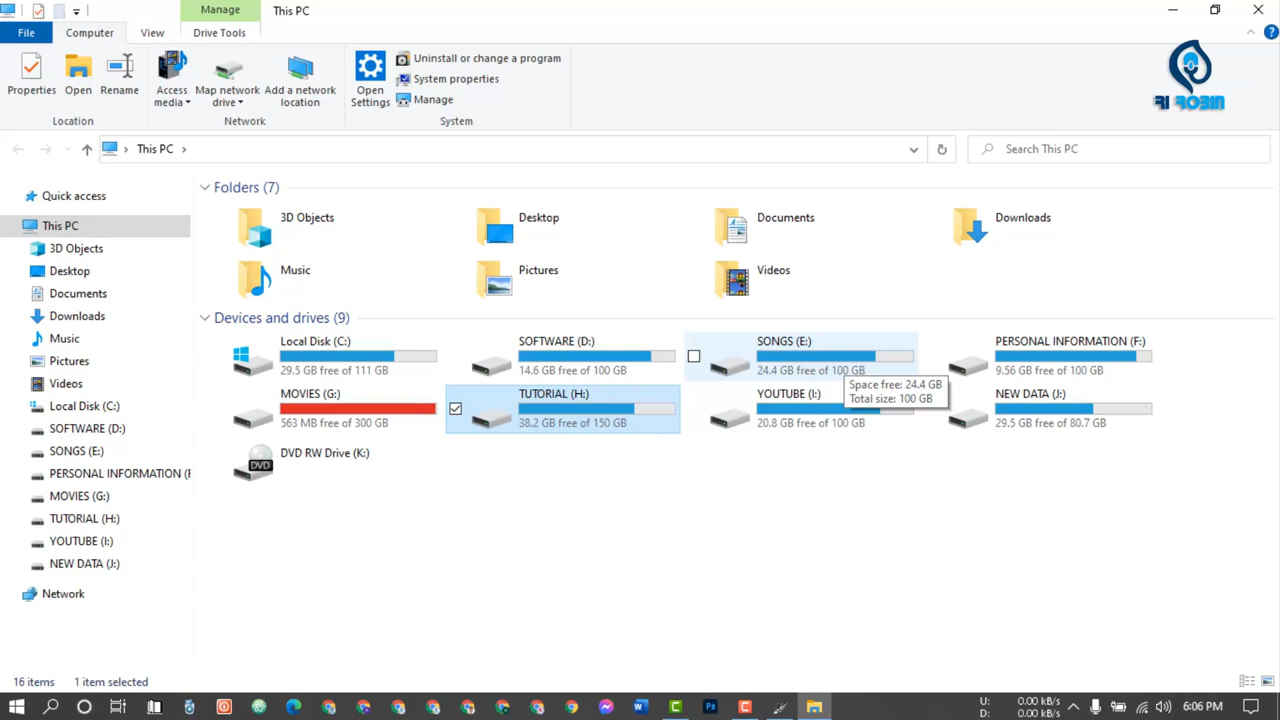 Manage
This PC
File
Computer
View
Drive Tools
Properties
Open
Rename
Access media
Map network drive
Add a network location
Open Settings
Uninstall or change a program
System properties
Manage
Location
Network
System
RI ROBIN
This PC
Search This PC
Quick access
This PC
3D Objects
Desktop
Documents
Downloads
Music
Pictures
Videos
Local Disk (C:)
SOFTWARE (D:)
SONGS (E:)
PERSONAL INFORMATION (F
MOVIES (G:)
TUTORIAL (H:)
YOUTUBE (I:)
NEW DATA (J:)
Network
Folders (7)
3D Objects
Desktop
Documents
Downloads
Music
Pictures
Videos
Devices and drives (9)
Local Disk (C:)
29.5 GB free of 111 GB
SOFTWARE (D:)
14.6 GB free of 100 GB
SONGS (E:)
24.4 GB free of 100 GB
PERSONAL INFORMATION (F:)
9.56 GB free of 100 GB
Space free: 24.4 GB
Total size: 100 GB
MOVIES (G:)
563 MB free of 300 GB
TUTORIAL (H:)
38.2 GB free of 150 GB
YOUTUBE (I:)
20.8 GB free of 100 GB
NEW DATA (J:)
29.5 GB free of 80.7 GB
DVD RW Drive (K:)
DVD
16 items
1 item selected
U: 0.00 kB/s
D: 0.00 kB/s
6:06 PM